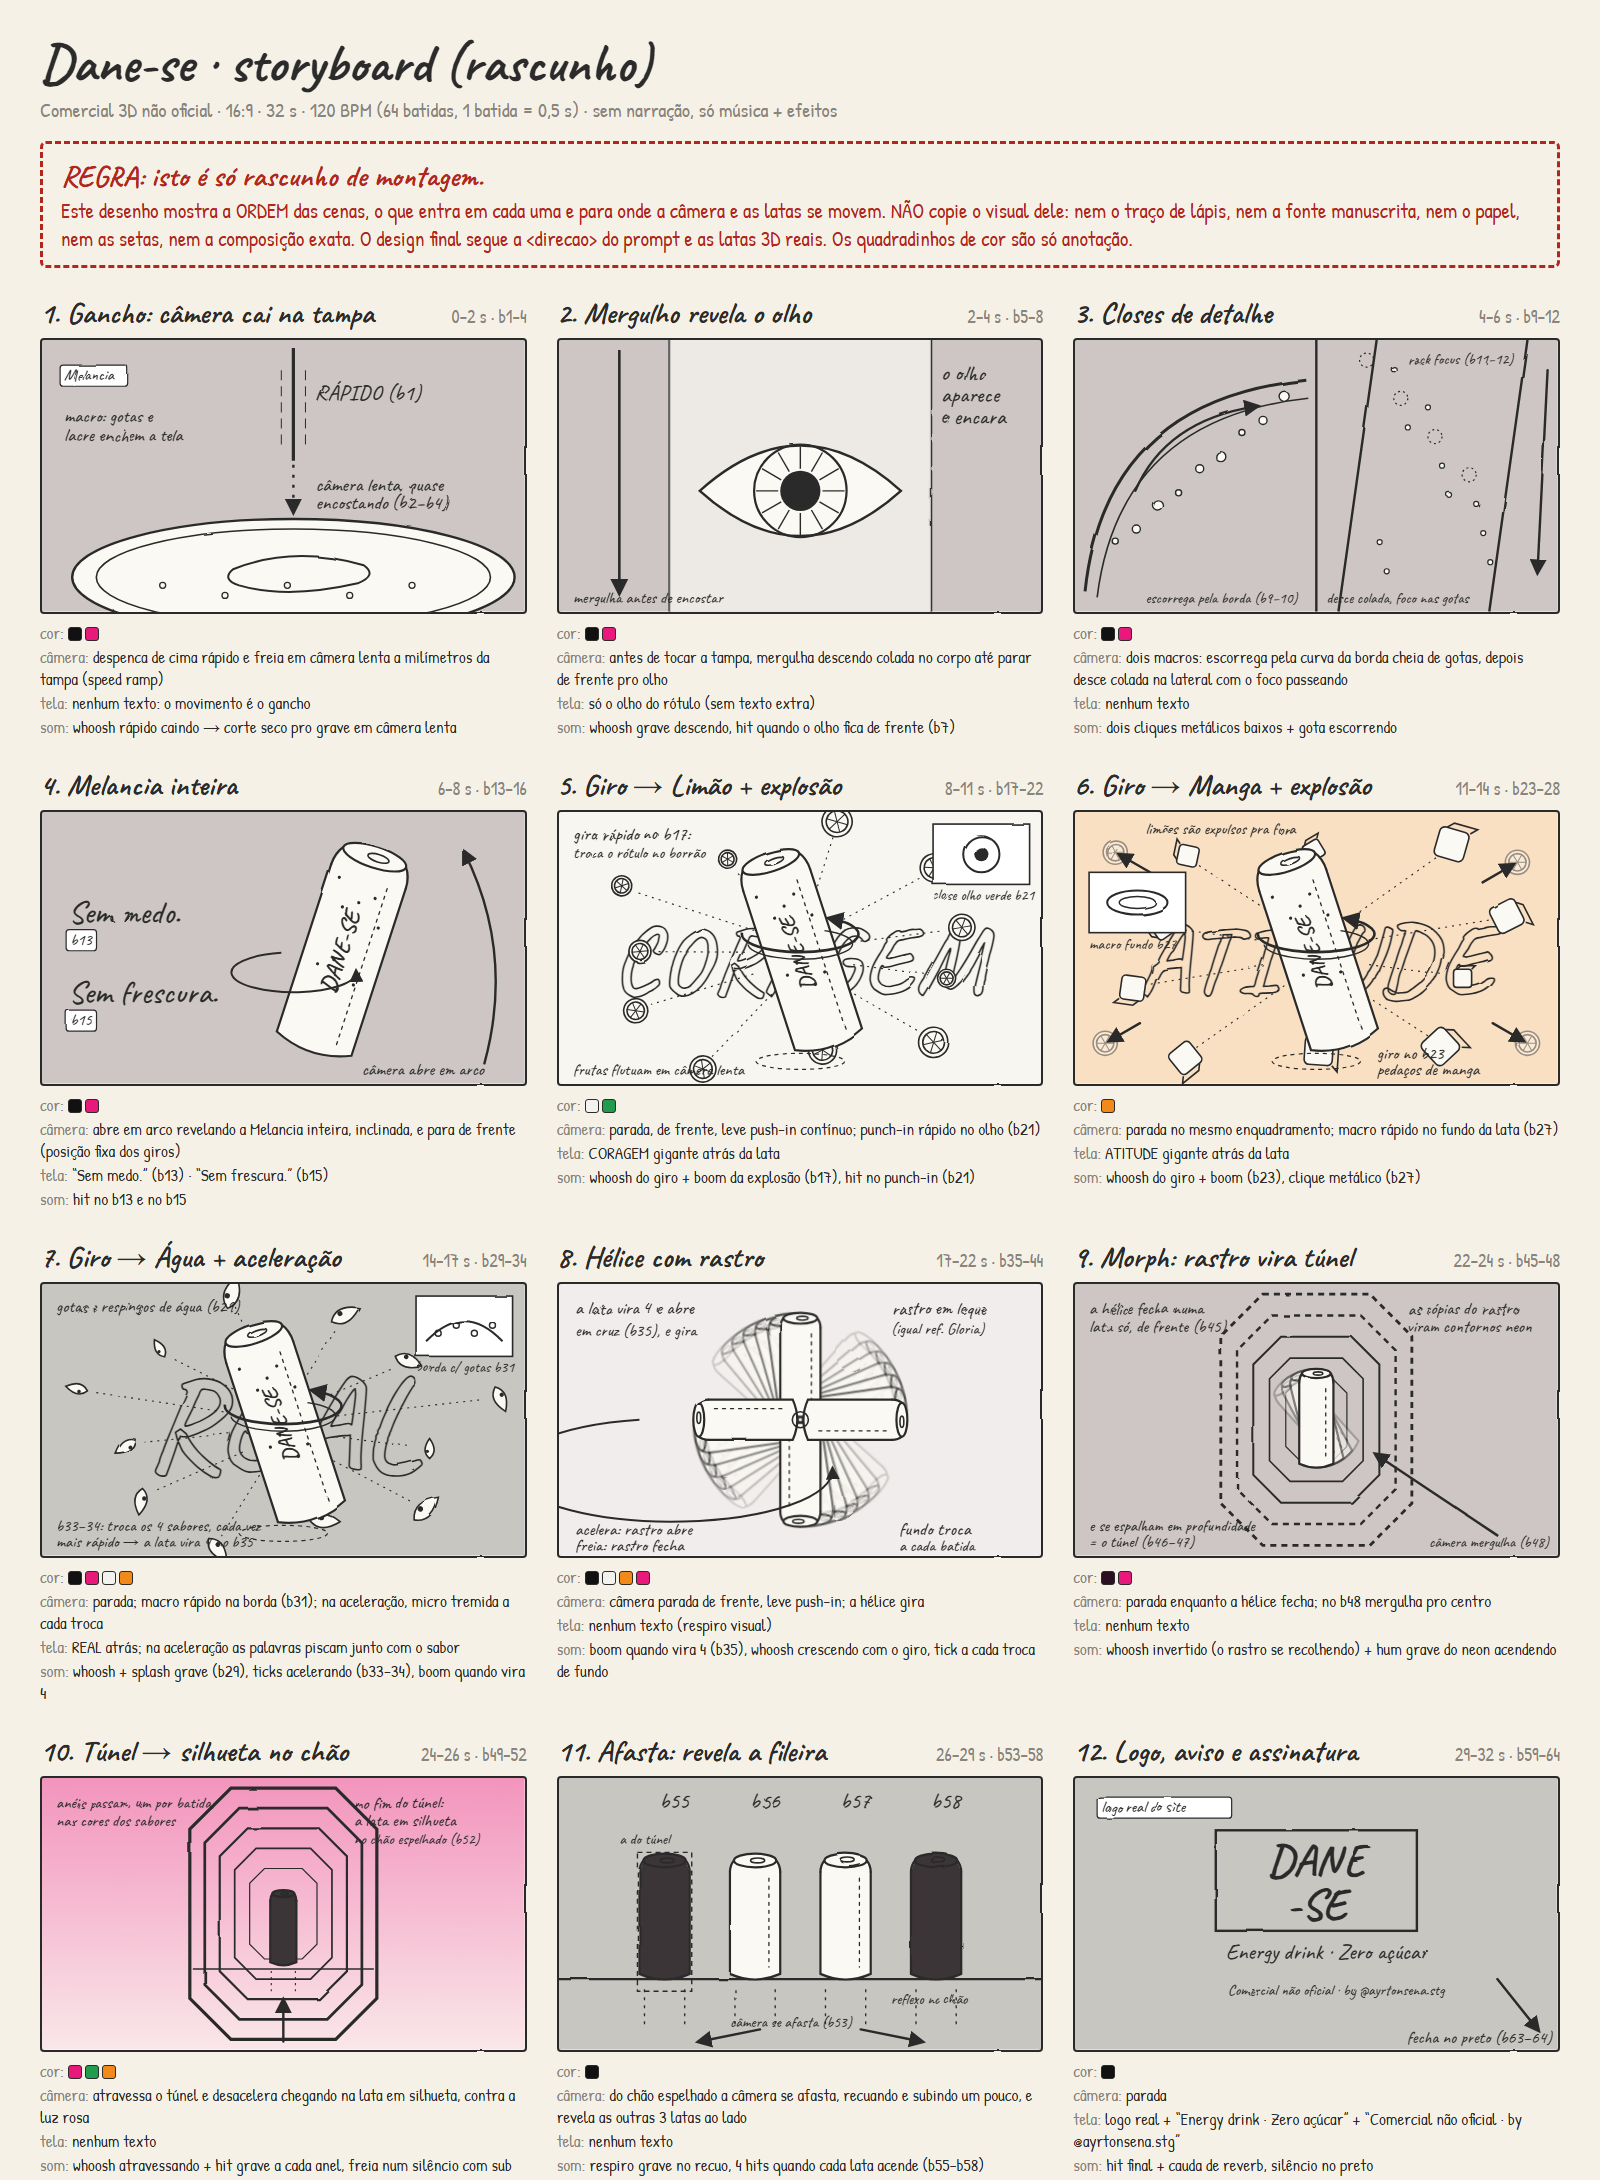 Dane-se · storyboard (rascunho)
Comercial 3D não oficial · 16:9 · 32 s · 120 BPM (64 batidas, 1 batida = 0,5 s) · sem narração, só música + efeitos
REGRA: isto é só rascunho de montagem.
Este desenho mostra a ORDEM das cenas, o que entra em cada uma e para onde a câmera e as latas se movem. NÃO copie o visual dele: nem o traço de lápis, nem a fonte manuscrita, nem o papel,
nem as setas, nem a composição exata. O design final segue a <direcao> do prompt e as latas 3D reais. Os quadradinhos de cor são só anotação.
1. Gancho: câmera cai na tampa
0–2 s · b1–4
Melancia
RÁPIDO (b1)
macro: gotas e
lacre enchem a tela
câmera lenta, quase
encostando (b2–b4)
cor:
câmera: despenca de cima rápido e freia em câmera lenta a milímetros da
tampa (speed ramp)
tela: nenhum texto: o movimento é o gancho
som: whoosh rápido caindo → corte seco pro grave em câmera lenta
2. Mergulho revela o olho
2–4 s · b5–8
o olho
aparece
e encara
mergulha antes de encostar
cor:
câmera: antes de tocar a tampa, mergulha descendo colada no corpo até parar
de frente pro olho
tela: só o olho do rótulo (sem texto extra)
som: whoosh grave descendo, hit quando o olho fica de frente (b7)
3. Closes de detalhe
4–6 s · b9–12
rack focus (b11–12)
escorrega pela borda (b9–10)
desce colada, foco nas gotas
cor:
câmera: dois macros: escorrega pela curva da borda cheia de gotas, depois
desce colada na lateral com o foco passeando
tela: nenhum texto
som: dois cliques metálicos baixos + gota escorrendo
4. Melancia inteira
6–8 s · b13–16
Sem medo.
b13
Sem frescura.
b15
DANE-SE
câmera abre em arco
cor:
câmera: abre em arco revelando a Melancia inteira, inclinada, e para de frente
(posição fixa dos giros)
tela: "Sem medo." (b13) · "Sem frescura." (b15)
som: hit no b13 e no b15
5. Giro → Limão + explosão
8–11 s · b17–22
giro rápido no b17:
troca o rótulo no borrão
close olho verde b21
CORAGEM
DANE-SE
frutas flutuam em câmera lenta
cor:
câmera: parada, de frente, leve push-in contínuo; punch-in rápido no olho (b21)
tela: CORAGEM gigante atrás da lata
som: whoosh do giro + boom da explosão (b17), hit no punch-in (b21)
6. Giro → Manga + explosão
11–14 s · b23–28
limões são expulsos pra fora
macro fundo b27
ATITUDE
DANE-SE
giro no b23
pedaços de manga
cor:
câmera: parada no mesmo enquadramento; macro rápido no fundo da lata (b27)
tela: ATITUDE gigante atrás da lata
som: whoosh do giro + boom (b23), clique metálico (b27)
7. Giro → Água + aceleração
14–17 s · b29–34
gotas e respingos de água (b29)
borda c/ gotas b31
REAL
DANE-SE
b33–34: troca os 4 sabores, cada vez
mais rápido → a lata vira 4 no b35
cor:
câmera: parada; macro rápido na borda (b31); na aceleração, micro tremida a
cada troca
tela: REAL atrás; na aceleração as palavras piscam junto com o sabor
som: whoosh + splash grave (b29), ticks acelerando (b33–34), boom quando vira
4
8. Hélice com rastro
17–22 s · b35–44
a lata vira 4 e abre
em cruz (b35), e gira
rastro em leque
(igual ref. Gloria)
acelera: rastro abre
freia: rastro fecha
fundo troca
a cada batida
cor:
câmera: câmera parada de frente, leve push-in; a hélice gira
tela: nenhum texto (respiro visual)
som: boom quando vira 4 (b35), whoosh crescendo com o giro, tick a cada troca
de fundo
9. Morph: rastro vira túnel
22–24 s · b45–48
a hélice fecha numa
lata só, de frente (b45)
as cópias do rastro
viram contornos neon
e se espalham em profundidade
= o túnel (b46–47)
câmera mergulha (b48)
cor:
câmera: parada enquanto a hélice fecha; no b48 mergulha pro centro
tela: nenhum texto
som: whoosh invertido (o rastro se recolhendo) + hum grave do neon acendendo
10. Túnel → silhueta no chão
24–26 s · b49–52
anéis passam, um por batida
nas cores dos sabores
no fim do túnel:
a lata em silhueta
no chão espelhado (b52)
cor:
câmera: atravessa o túnel e desacelera chegando na lata em silhueta, contra a
luz rosa
tela: nenhum texto
som: whoosh atravessando + hit grave a cada anel, freia num silêncio com sub
11. Afasta: revela a fileira
26–29 s · b53–58
b55 b56 b57 b58
a do túnel
reflexo no chão
câmera se afasta (b53)
cor:
câmera: do chão espelhado a câmera se afasta, recuando e subindo um pouco, e
revela as outras 3 latas ao lado
tela: nenhum texto
som: respiro grave no recuo, 4 hits quando cada lata acende (b55–b58)
12. Logo, aviso e assinatura
29–32 s · b59–64
logo real do site
DANE
-SE
Energy drink · Zero açúcar
Comercial não oficial · by @ayrtonsena.stg
fecha no preto (b63–64)
cor:
câmera: parada
tela: logo real + "Energy drink · Zero açúcar" + "Comercial não oficial · by
@ayrtonsena.stg"
som: hit final + cauda de reverb, silêncio no preto